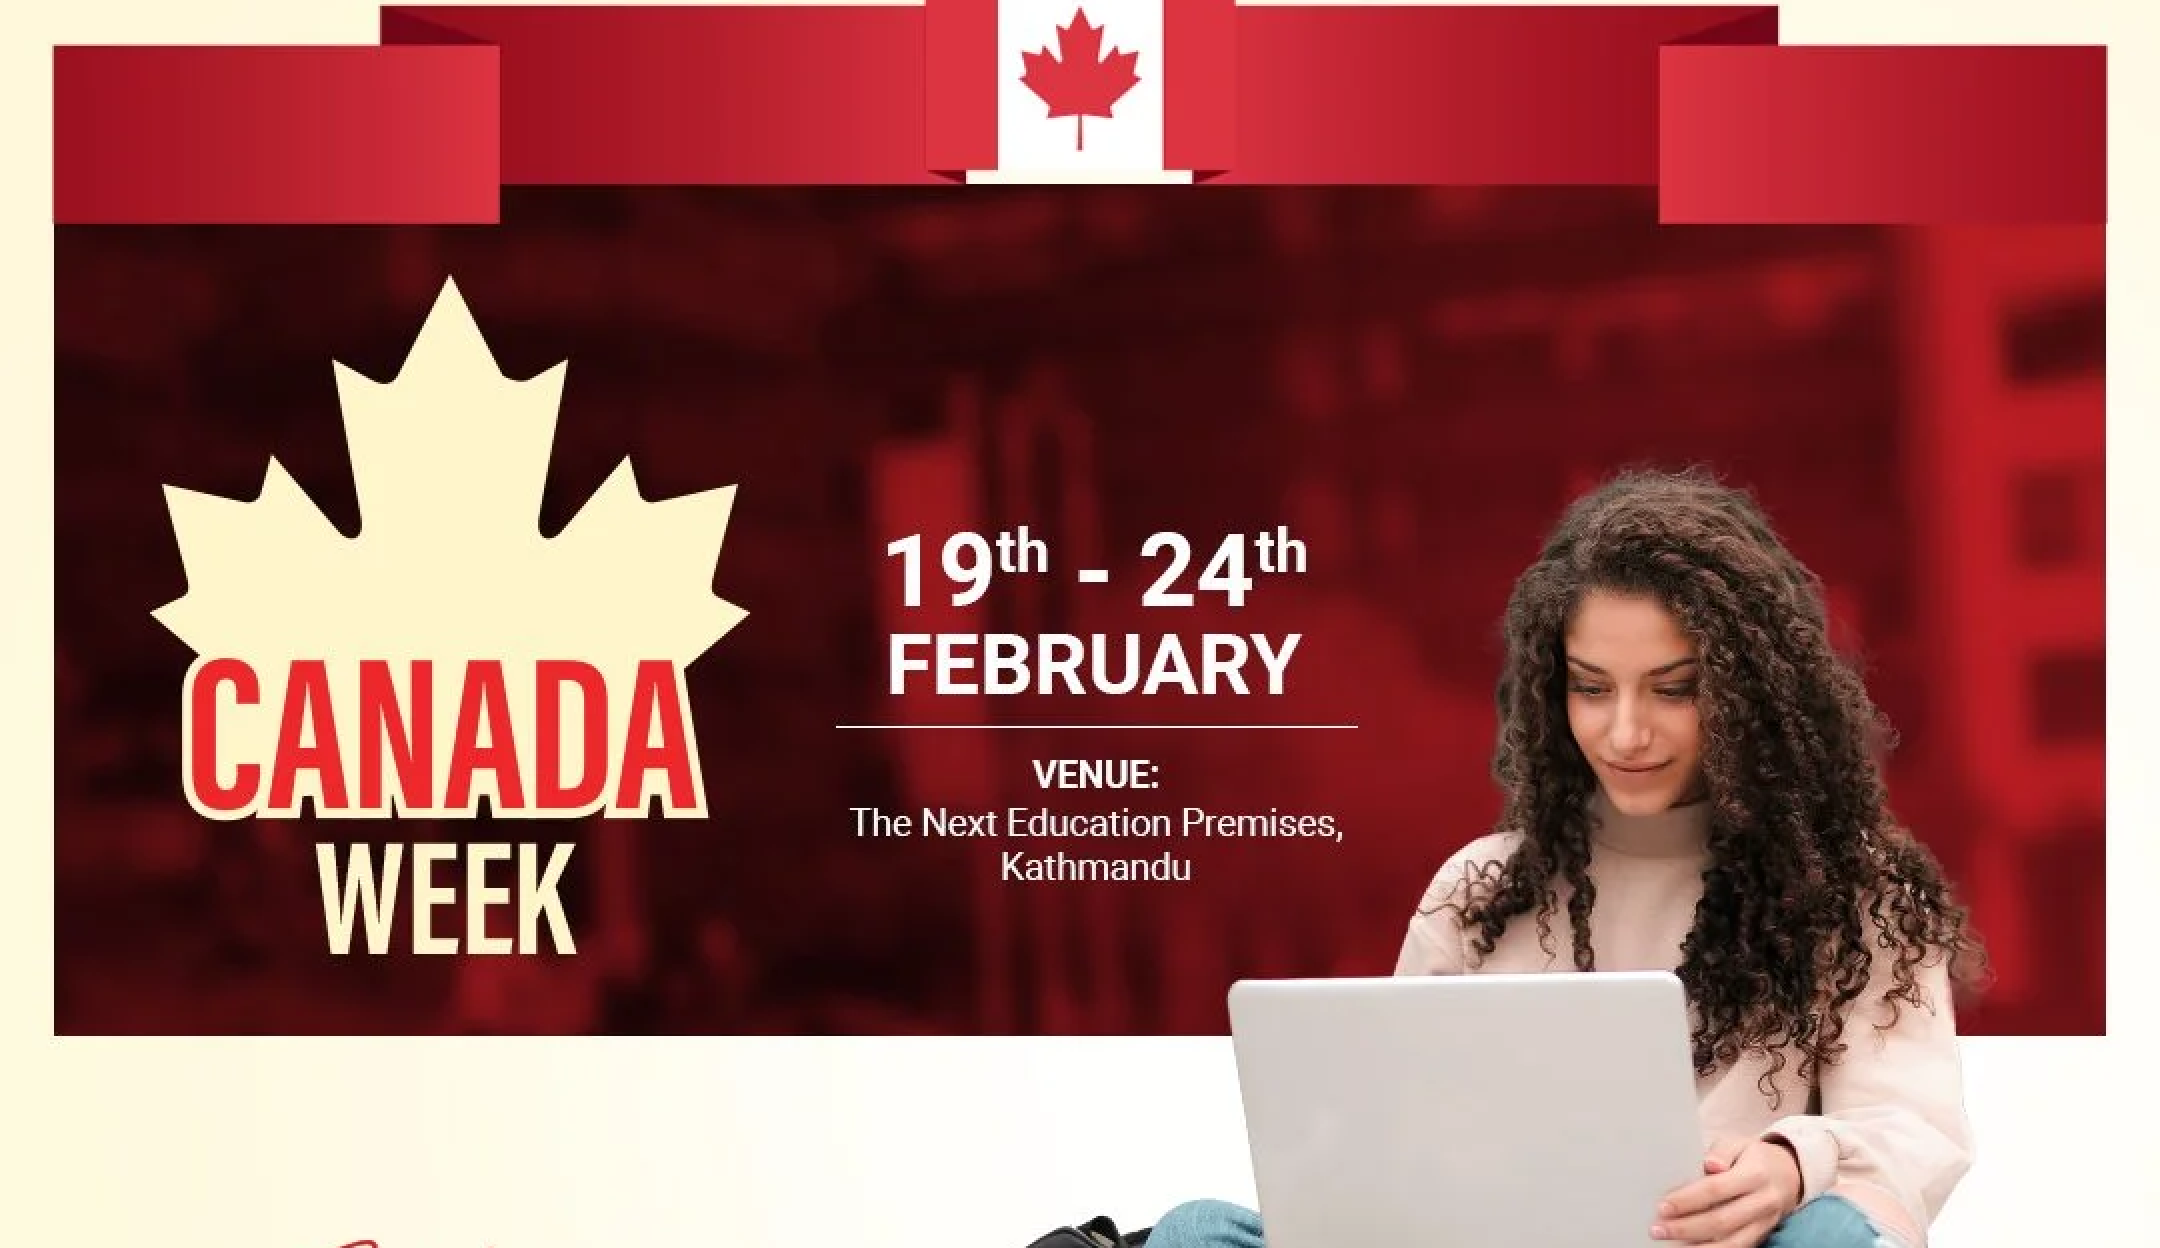 CANADA
WEEK
19th - 24th
FEBRUARY
VENUE:
The Next Education Premises,
Kathmandu